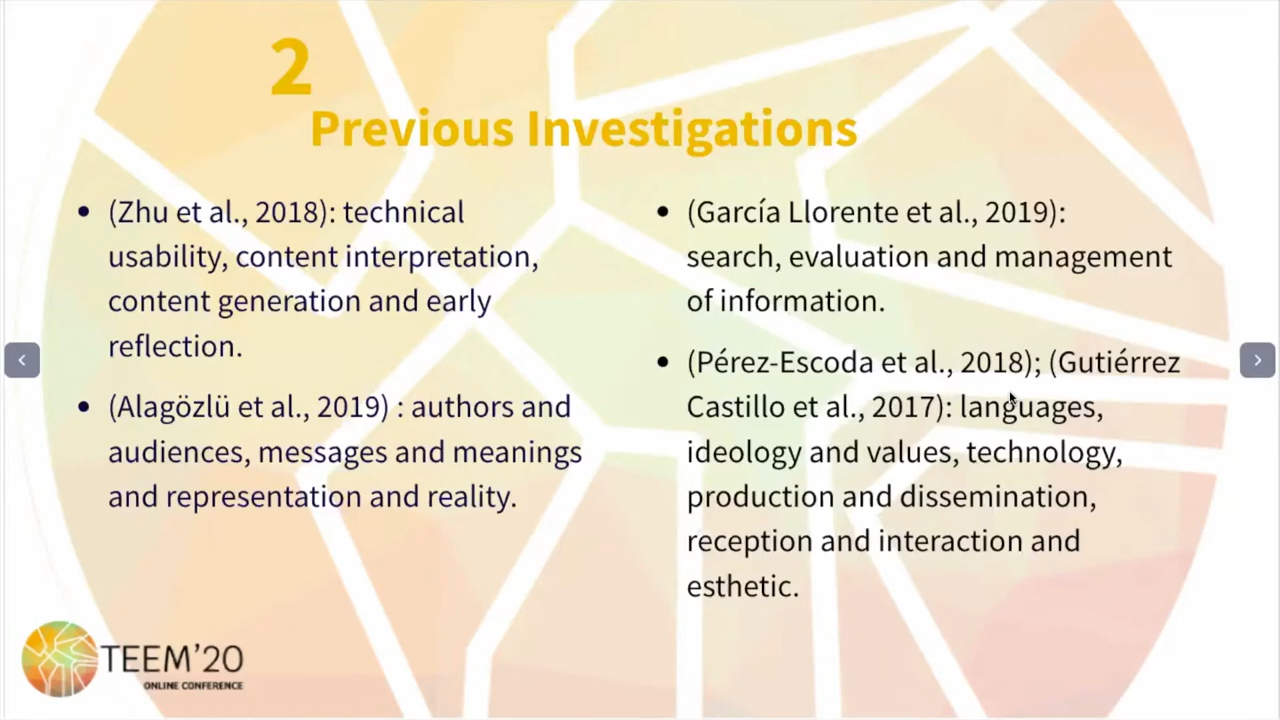 2
Previous Investigations
• (Zhu et al., 2018): technical
usability, content interpretation,
content generation and early
reflection.
• (Alagözlü et al., 2019) : authors and
audiences, messages and meanings
and representation and reality.
• (García Llorente et al., 2019):
search, evaluation and management
of information.
• (Pérez-Escoda et al., 2018); (Gutiérrez
Castillo et al., 2017): languages,
ideology and values, technology,
production and dissemination,
reception and interaction and
esthetic.
TEEM’20
ONLINE CONFERENCE